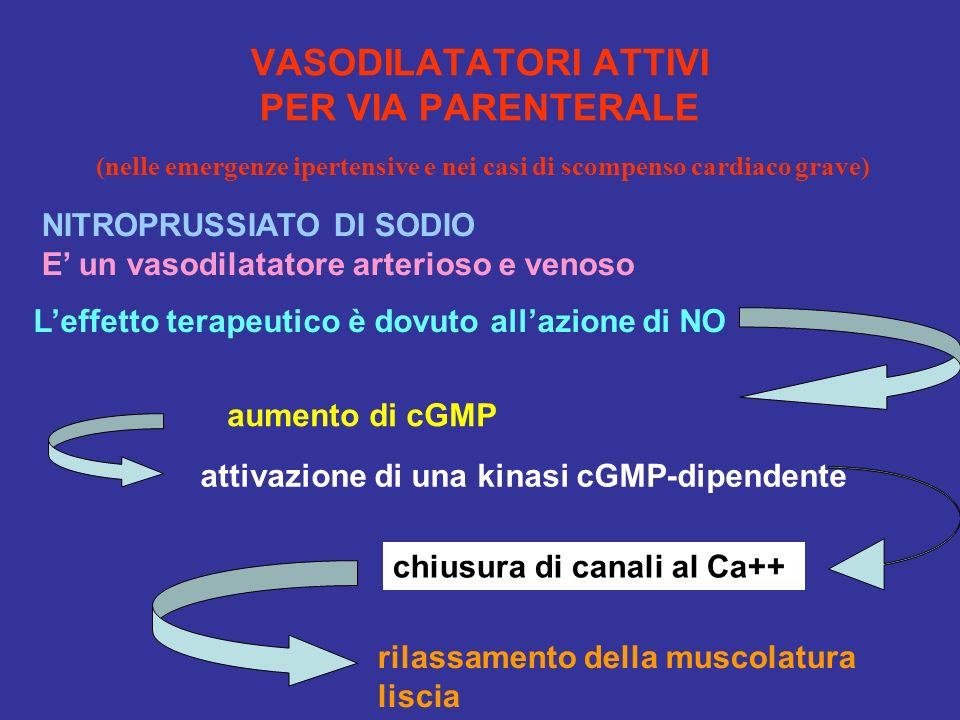 VASODILATATORI ATTIVI
PER VIA PARENTERALE
(nelle emergenze ipertensive e nei casi di scompenso cardiaco grave)
NITROPRUSSIATO DI SODIO
E’ un vasodilatatore arterioso e venoso
L’effetto terapeutico è dovuto all’azione di NO
aumento di cGMP
attivazione di una kinasi cGMP-dipendente
chiusura di canali al Ca++
rilassamento della muscolatura
liscia